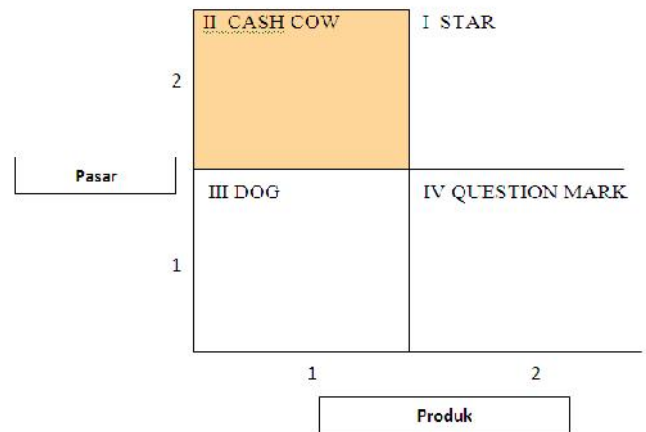 II CASH COW
I STAR
2
Pasar
III DOG
IV QUESTION MARK
1
1
2
Produk